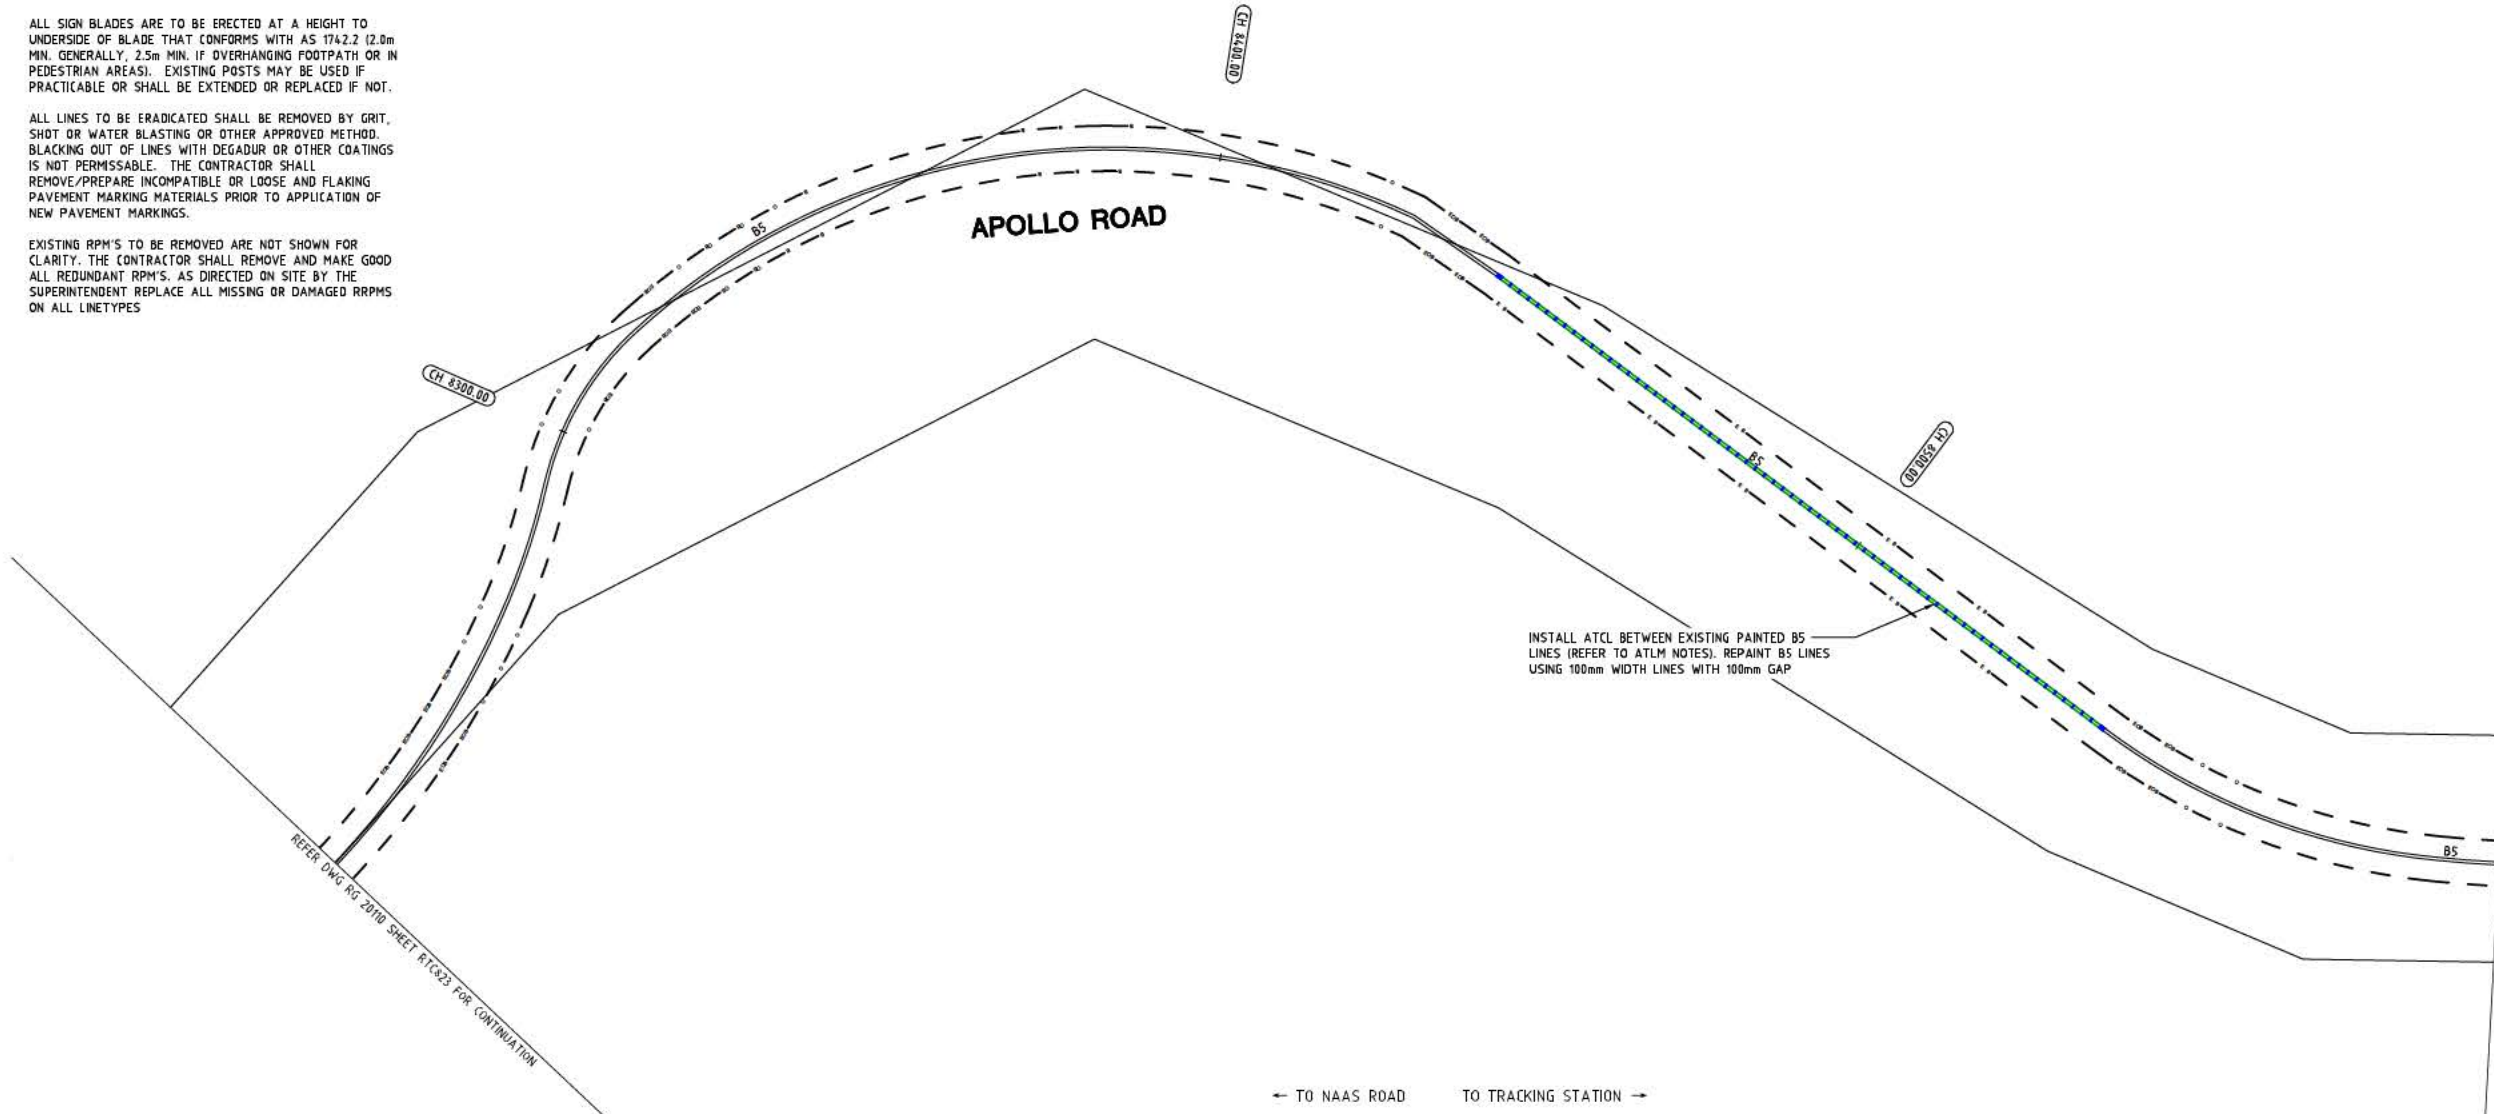 ALL SIGN BLADES ARE TO BE ERECTED AT A HEIGHT TO
UNDERSIDE OF BLADE THAT CONFORMS WITH AS 1742.2 (2.0m
MIN. GENERALLY, 2.5m MIN. IF OVERHANGING FOOTPATH OR IN
PEDESTRIAN AREAS). EXISTING POSTS MAY BE USED IF
PRACTICABLE OR SHALL BE EXTENDED OR REPLACED IF NOT.
ALL LINES TO BE ERADICATED SHALL BE REMOVED BY GRIT,
SHOT OR WATER BLASTING OR OTHER APPROVED METHOD.
BLACKING OUT OF LINES WITH DEGADUR OR OTHER COATINGS
IS NOT PERMISSABLE. THE CONTRACTOR SHALL
REMOVE/PREPARE INCOMPATIBLE OR LOOSE AND FLAKING
PAVEMENT MARKING MATERIALS PRIOR TO APPLICATION OF
NEW PAVEMENT MARKINGS.
EXISTING RPM'S TO BE REMOVED ARE NOT SHOWN FOR
CLARITY. THE CONTRACTOR SHALL REMOVE AND MAKE GOOD
ALL REDUNDANT RPM'S. AS DIRECTED ON SITE BY THE
SUPERINTENDENT REPLACE ALL MISSING OR DAMAGED RRPMS
ON ALL LINETYPES
CH 8400.00
B5
APOLLO ROAD
CH 8300.00
CH 8500.00
B5
INSTALL ATCL BETWEEN EXISTING PAINTED B5
LINES (REFER TO ATLM NOTES). REPAINT B5 LINES
USING 100mm WIDTH LINES WITH 100mm GAP
B5
REFER DWG RG 20110 SHEET RTC823 FOR CONTINUATION
← TO NAAS ROAD
TO TRACKING STATION →